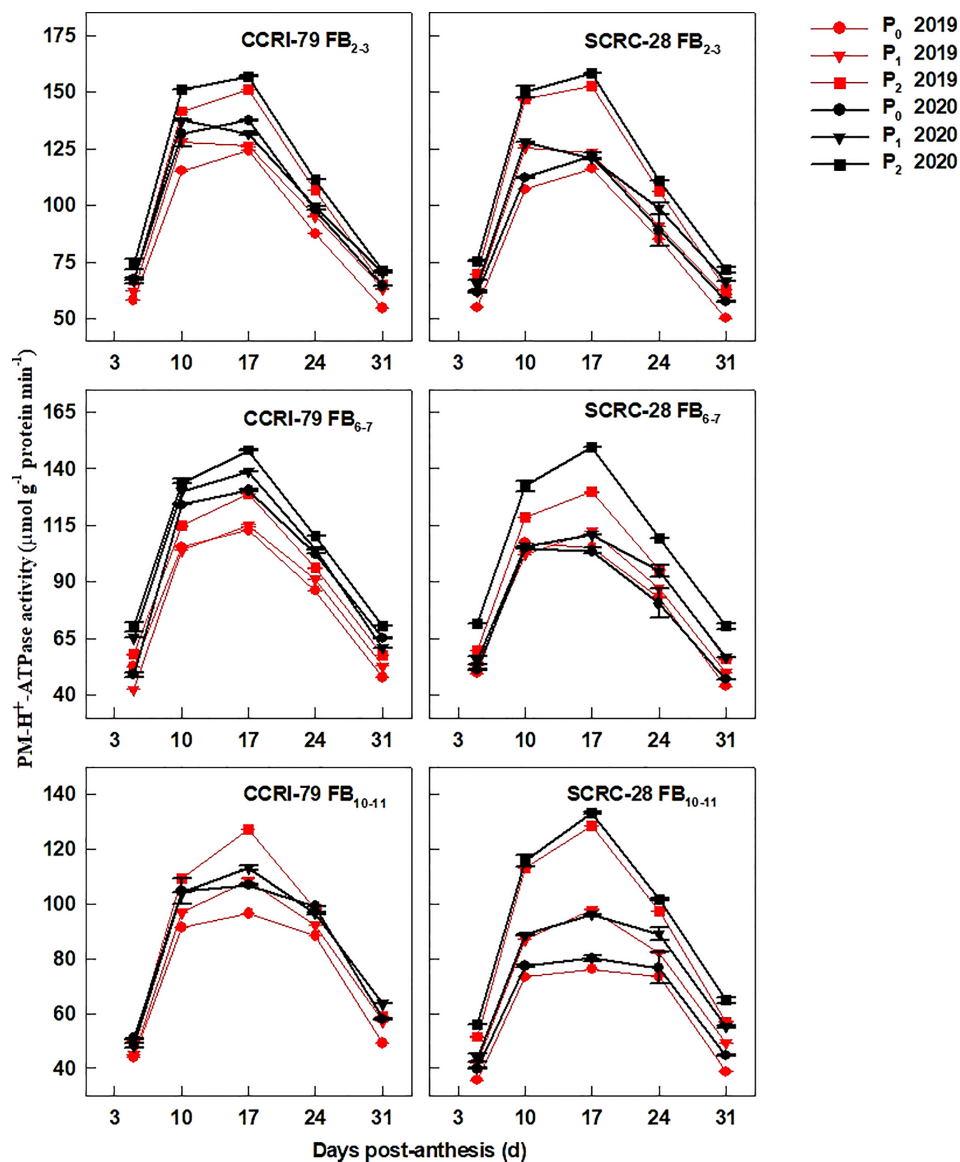 P0 2019
P1 2019
P2 2019
P0 2020
P1 2020
P2 2020
PM-H+-ATPase activity (µmol g-1 protein min-1)
CCRI-79 FB2-3
175
150
125
100
75
50
3 10 17 24 31
SCRC-28 FB2-3
3 10 17 24 31
CCRI-79 FB6-7
165
140
115
90
65
40
3 10 17 24 31
SCRC-28 FB6-7
3 10 17 24 31
CCRI-79 FB10-11
140
120
100
80
60
40
3 10 17 24 31
SCRC-28 FB10-11
3 10 17 24 31
Days post-anthesis (d)